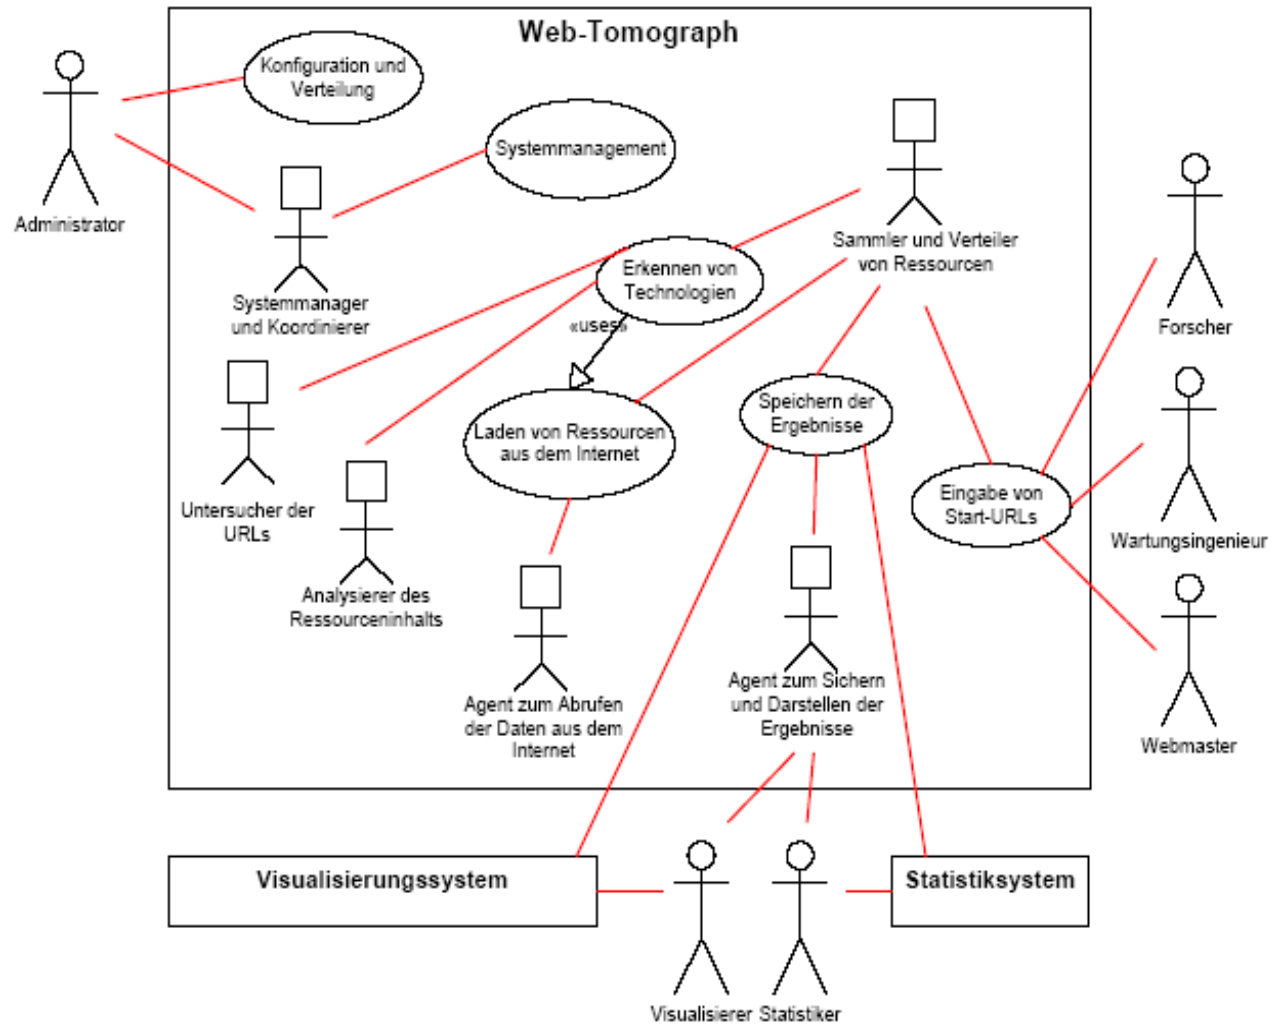 Web-Tomograph
Konfiguration und
Verteilung
Systemmanagement
Administrator
Sammler und Verteiler
von Ressourcen
Erkennen von
Technologien
Systemmanager
und Koordinierer
«uses»
Forscher
Speichern der
Ergebnisse
Laden von Ressourcen
aus dem Internet
Eingabe von
Start-URLs
Untersucher der
URLs
Wartungsingenieur
Analysierer des
Ressourceninhalts
Agent zum Abrufen
der Daten aus dem
Internet
Agent zum Sichern
und Darstellen der
Ergebnisse
Webmaster
Visualisierungssystem
Statistiksystem
Visualisierer
Statistiker